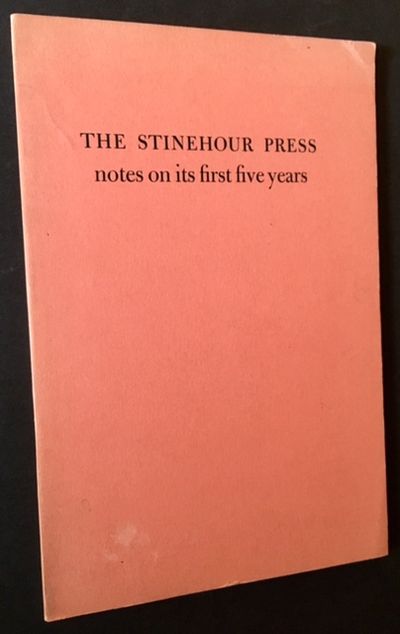 THE STINEHOUR PRESS
notes on its first five years